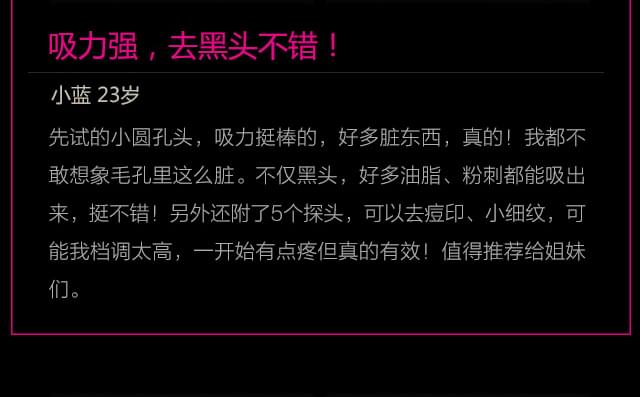 吸力强，去黑头不错！
小蓝 23岁
先试的小圆孔头，吸力挺棒的，好多脏东西，真的！我都不
敢想象毛孔里这么脏。不仅黑头，好多油脂、粉刺都能吸出
来，挺不错！另外还附了5个探头，可以去痘印、小细纹，可
能我档调太高，一开始有点疼但真的有效！值得推荐给姐妹
们。